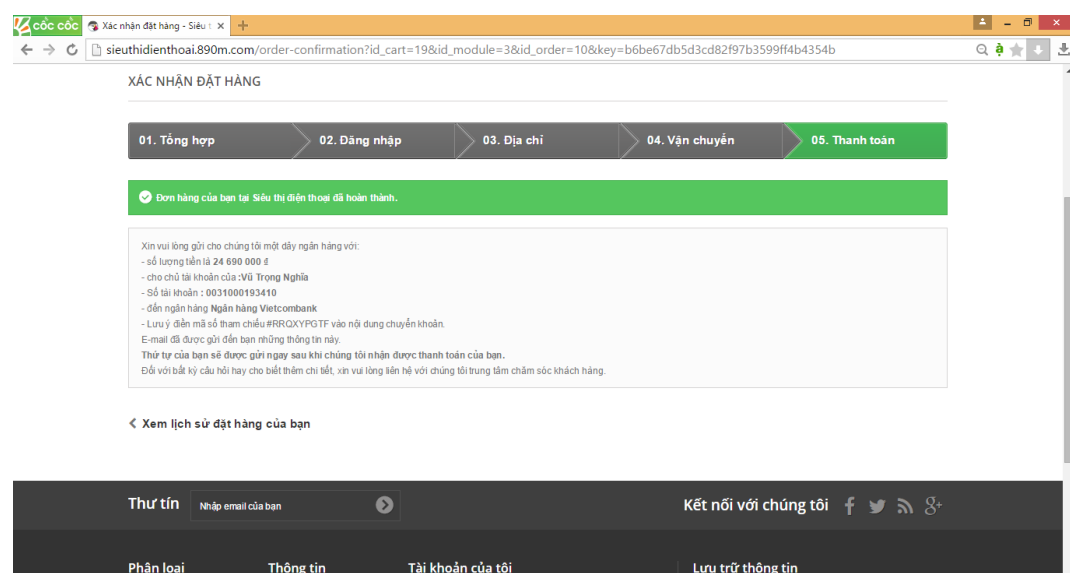 cốc cốc
Xác nhận đặt hàng - Siêu t
sieuthidienthoai.890m.com/order-confirmation?id_cart=19&id_module=3&id_order=10&key=b6be67db5d3cd82f97b3599ff4b4354b
XÁC NHẬN ĐẶT HÀNG
01. Tổng hợp 02. Đăng nhập 03. Địa chỉ 04. Vận chuyển 05. Thanh toàn
Đơn hàng của bạn tại Siêu thị điện thoại đã hoàn thành.
Xin vui lòng gửi cho chúng tôi một dây ngân hàng với:
- số lượng tiền là 24 690 000 ₫
- cho chủ tài khoản của :Vũ Trọng Nghĩa
- Số tài khoản : 0031000193410
- đến ngân hàng Ngân hàng Vietcombank
- Lưu ý điền mã số tham chiếu #RRQXYPGTF vào nội dung chuyển khoản.
E-mail đã được gửi đến bạn những thông tin này.
Thứ tự của bạn sẽ được gửi ngay sau khi chúng tôi nhận được thanh toán của bạn.
Đối với bất kỳ câu hỏi hay cho biết thêm chi tiết, xin vui lòng liên hệ với chúng tôi trung tâm chăm sóc khách hàng.
Xem lịch sử đặt hàng của bạn
Thư tín Nhập email của bạn Kết nối với chúng tôi
Phân loại Thông tin Tài khoản của tôi Lưu trữ thông tin